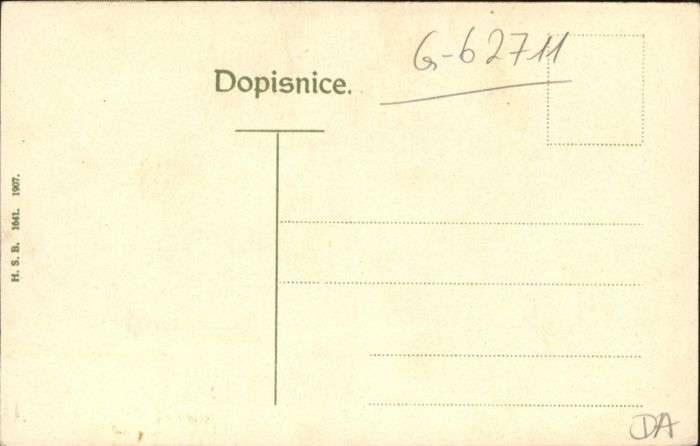 G-62711
Dopisnice.
H. S. B. 1641. 1907.
DA